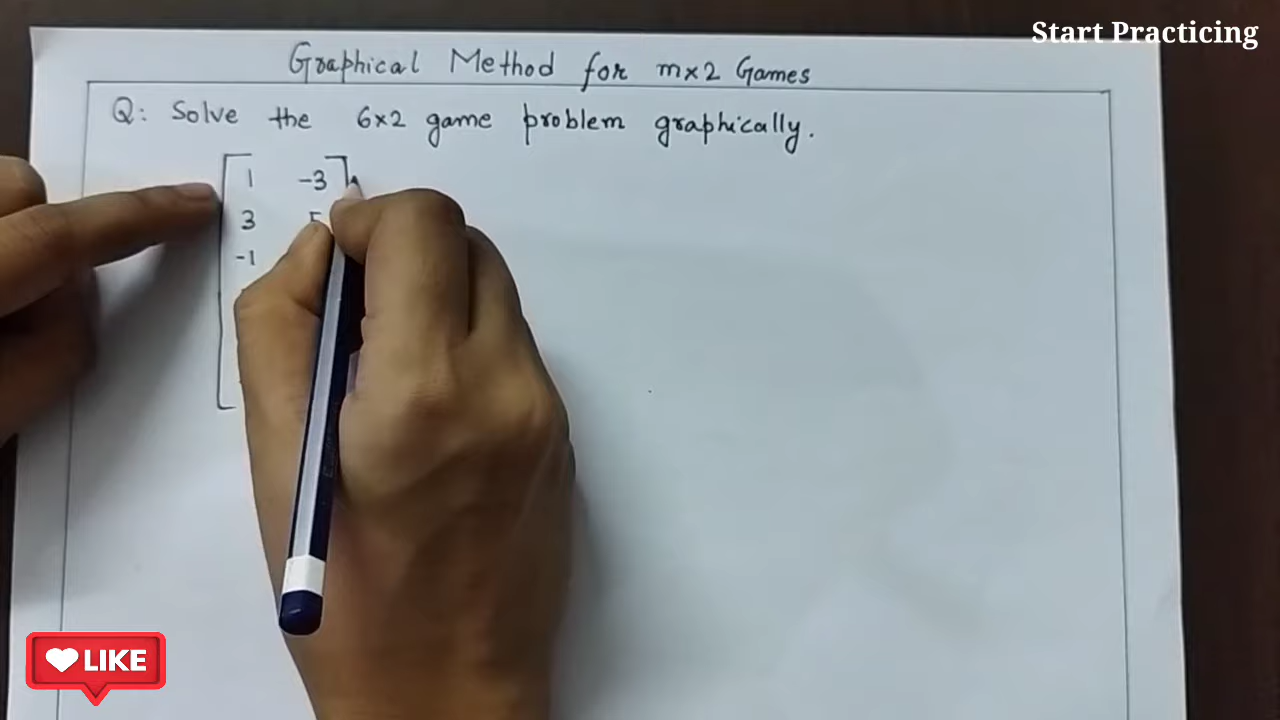 Start Practicing
Graphical Method for m×2 Games
Q: Solve the 6×2 game problem graphically.
1 -3
3
-1
LIKE